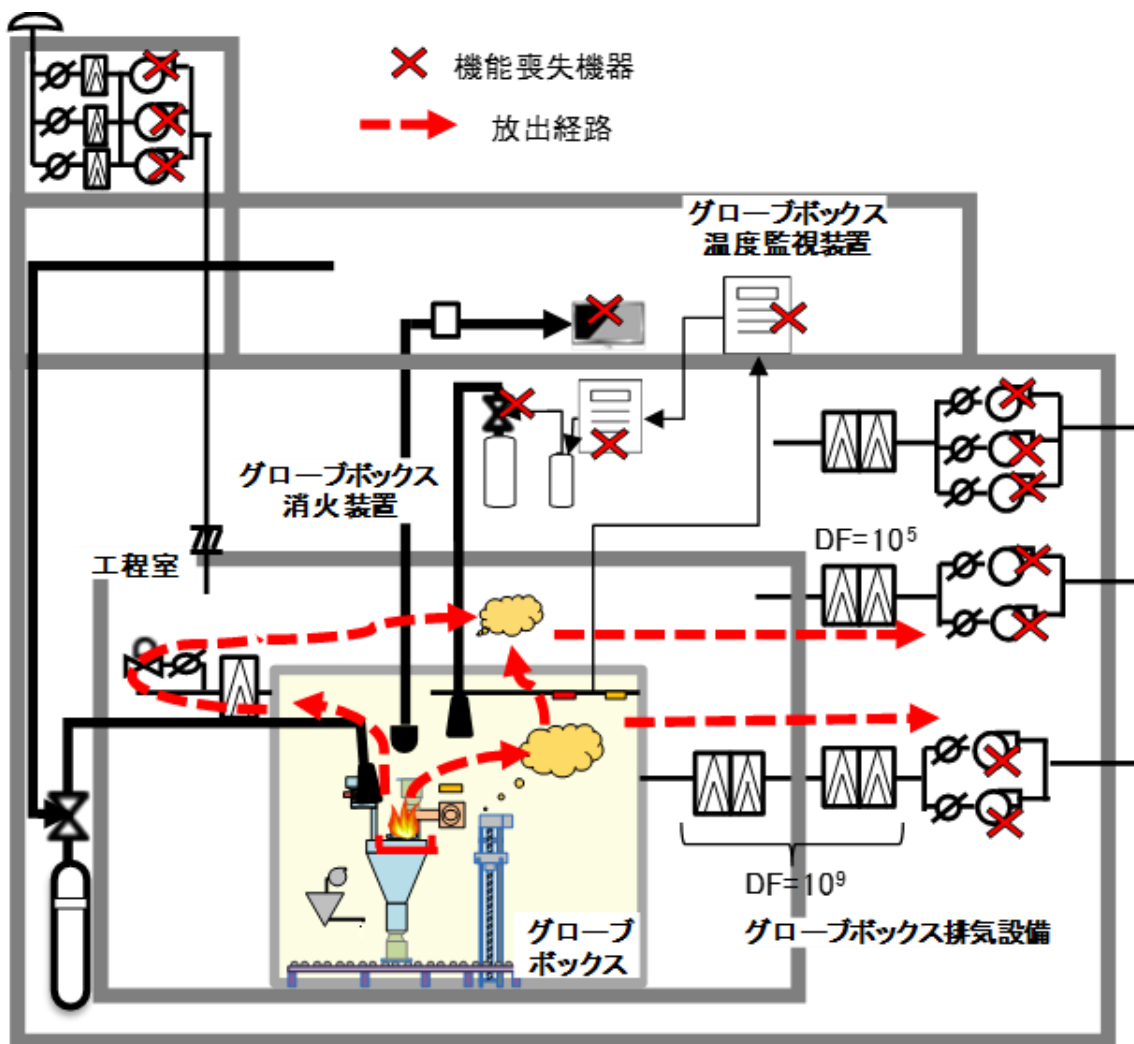 機能喪失機器
放出経路
グローブボックス
温度監視装置
グローブボックス
消火装置
DF=10⁵
工程室
DF=10⁹
グローブ
ボックス
グローブボックス排気設備